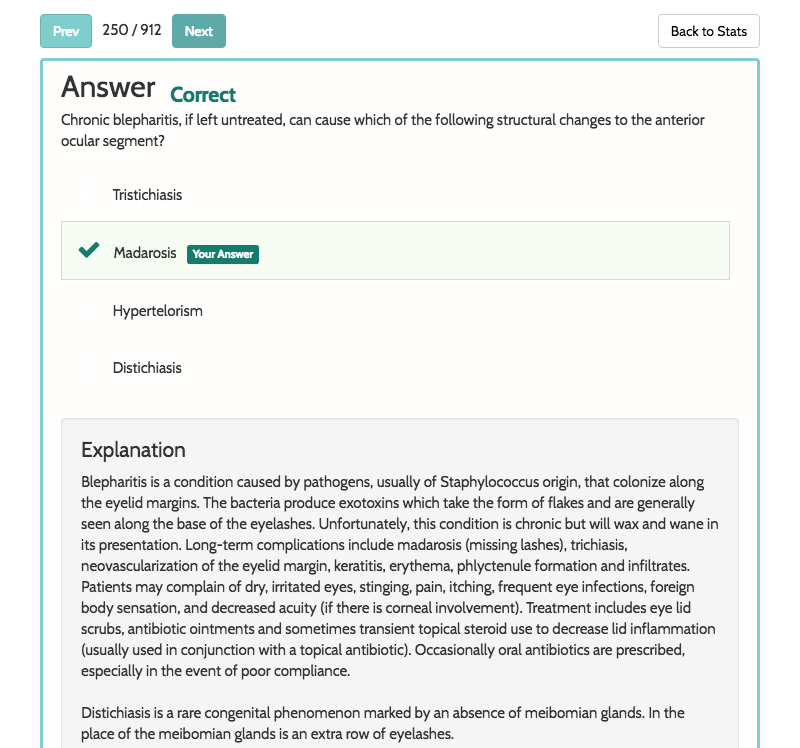 Prev 250 / 912 Next Back to Stats
Answer Correct
Chronic blepharitis, if left untreated, can cause which of the following structural changes to the anterior
ocular segment?
Tristichiasis
Madarosis Your Answer
Hypertelorism
Distichiasis
Explanation
Blepharitis is a condition caused by pathogens, usually of Staphylococcus origin, that colonize along
the eyelid margins. The bacteria produce exotoxins which take the form of flakes and are generally
seen along the base of the eyelashes. Unfortunately, this condition is chronic but will wax and wane in
its presentation. Long-term complications include madarosis (missing lashes), trichiasis,
neovascularization of the eyelid margin, keratitis, erythema, phlyctenule formation and infiltrates.
Patients may complain of dry, irritated eyes, stinging, pain, itching, frequent eye infections, foreign
body sensation, and decreased acuity (if there is corneal involvement). Treatment includes eye lid
scrubs, antibiotic ointments and sometimes transient topical steroid use to decrease lid inflammation
(usually used in conjunction with a topical antibiotic). Occasionally oral antibiotics are prescribed,
especially in the event of poor compliance.
Distichiasis is a rare congenital phenomenon marked by an absence of meibomian glands. In the
place of the meibomian glands is an extra row of eyelashes.